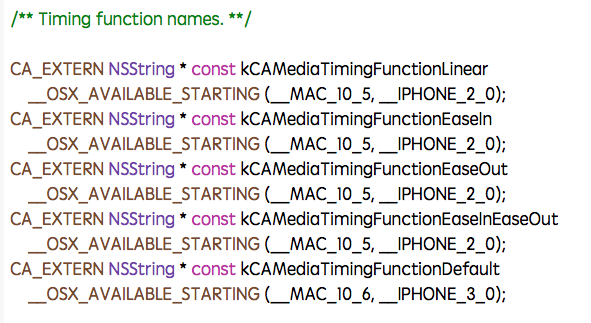 /** Timing function names. **/
CA_EXTERN NSString * const kCAMediaTimingFunctionLinear
__OSX_AVAILABLE_STARTING (__MAC_10_5, __IPHONE_2_0);
CA_EXTERN NSString * const kCAMediaTimingFunctionEaseIn
__OSX_AVAILABLE_STARTING (__MAC_10_5, __IPHONE_2_0);
CA_EXTERN NSString * const kCAMediaTimingFunctionEaseOut
__OSX_AVAILABLE_STARTING (__MAC_10_5, __IPHONE_2_0);
CA_EXTERN NSString * const kCAMediaTimingFunctionEaseInEaseOut
__OSX_AVAILABLE_STARTING (__MAC_10_5, __IPHONE_2_0);
CA_EXTERN NSString * const kCAMediaTimingFunctionDefault
__OSX_AVAILABLE_STARTING (__MAC_10_6, __IPHONE_3_0);